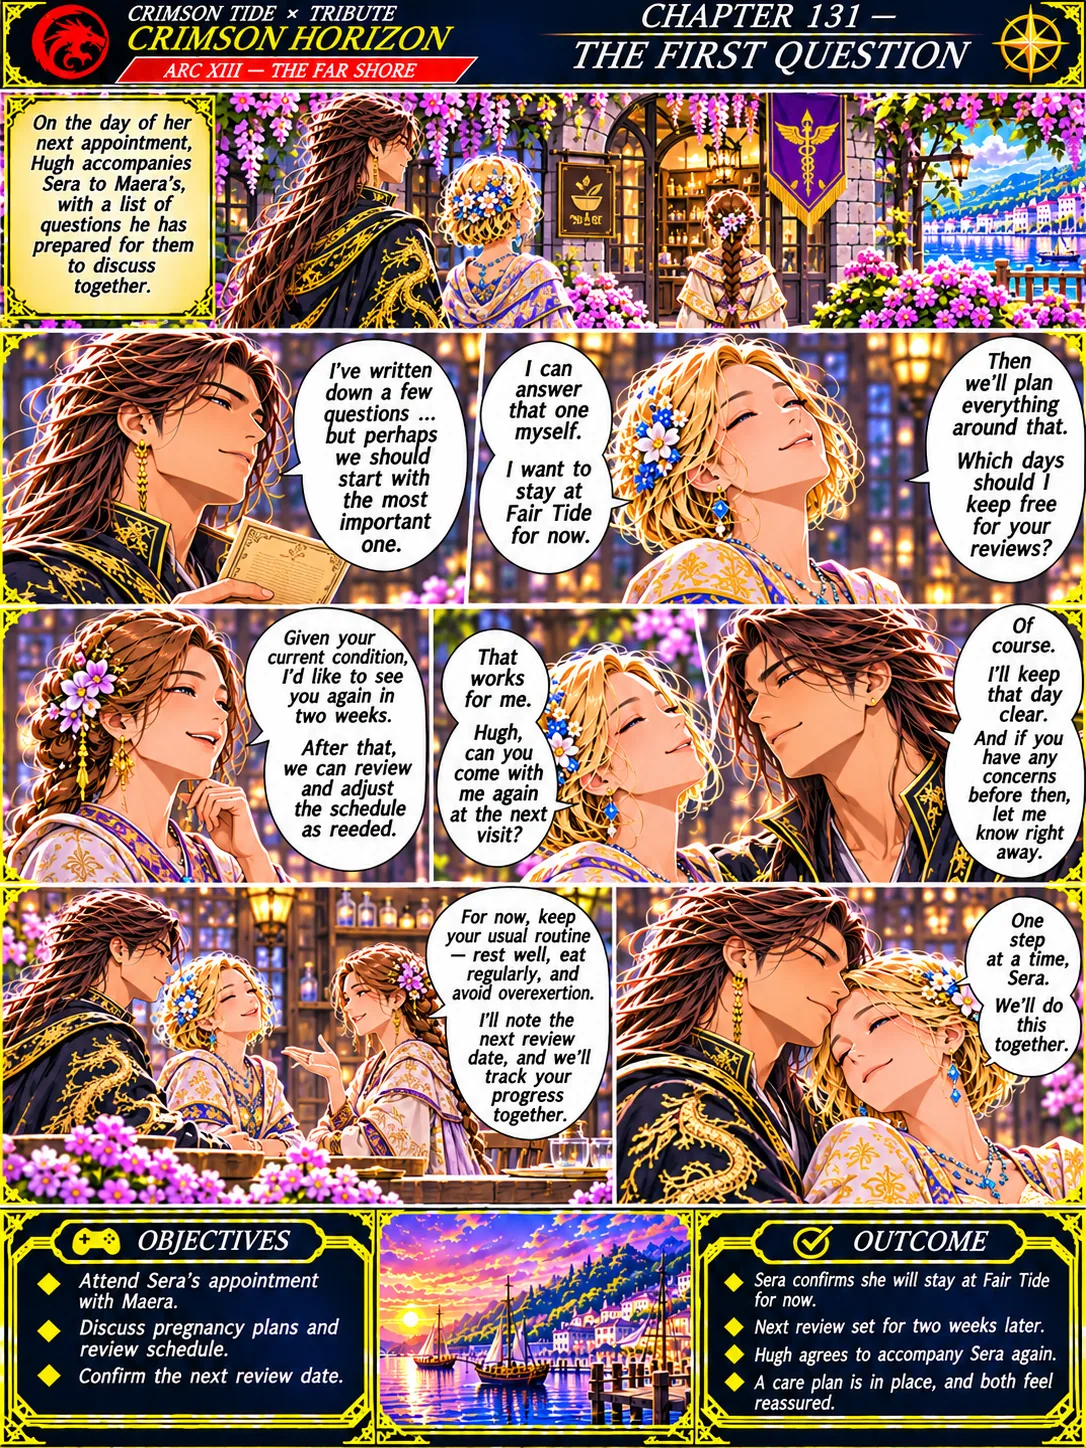 CRIMSON TIDE × TRIBUTE
CRIMSON HORIZON
ARC XIII — THE FAR SHORE
CHAPTER 131 —
THE FIRST QUESTION
On the day of her
next appointment,
Hugh accompanies
Sera to Maera's,
with a list of
questions he has
prepared for them
to discuss
together.
I've written
down a few
questions ...
but perhaps
we should
start with
the most
important
one.
I can
answer
that one
myself.
I want to
stay at
Fair Tide
for now.
Then
we'll plan
everything
around that.
Which days
should I
keep free
for your
reviews?
Given your
current condition,
I'd like to see
you again in
two weeks.
After that,
we can review
and adjust
the schedule
as reeded.
That
works
for me.
Hugh,
can you
come with
me again
at the next
visit?
Of
course.
I'll keep
that day
clear.
And if you
have any
concerns
before then,
let me
know right
away.
For now, keep
your usual routine
— rest well, eat
regularly, and
avoid overexertion.
I'll note the
next review
date, and we'll
track your
progress
together.
One
step
at a time,
Sera.
We'll do
this
together.
OBJECTIVES
Attend Sera's appointment
with Maera.
Discuss pregnancy plans and
review schedule.
Confirm the next review date.
OUTCOME
Sera confirms she will stay at Fair Tide
for now.
Next review set for two weeks later.
Hugh agrees to accompany Sera again.
A care plan is in place, and both feel
reassured.